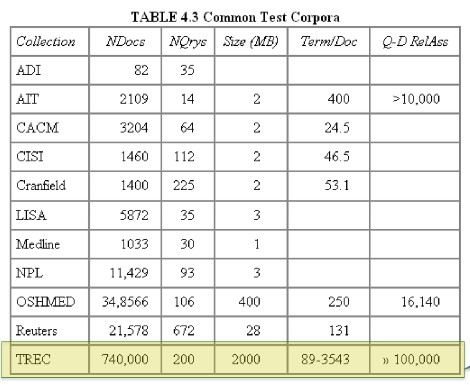 TABLE 4.3 Common Test Corpora
Collection NDocs NQrys Size (MB) Term/Doc Q-D RelAss
ADI 82 35
AIT 2109 14 2 400 >10,000
CACM 3204 64 2 24.5
CISI 1460 112 2 46.5
Cranfield 1400 225 2 53.1
LISA 5872 35 3
Medline 1033 30 1
NPL 11,429 93 3
OSHMED 34,8566 106 400 250 16,140
Reuters 21,578 672 28 131
TREC 740,000 200 2000 89-3543 » 100,000